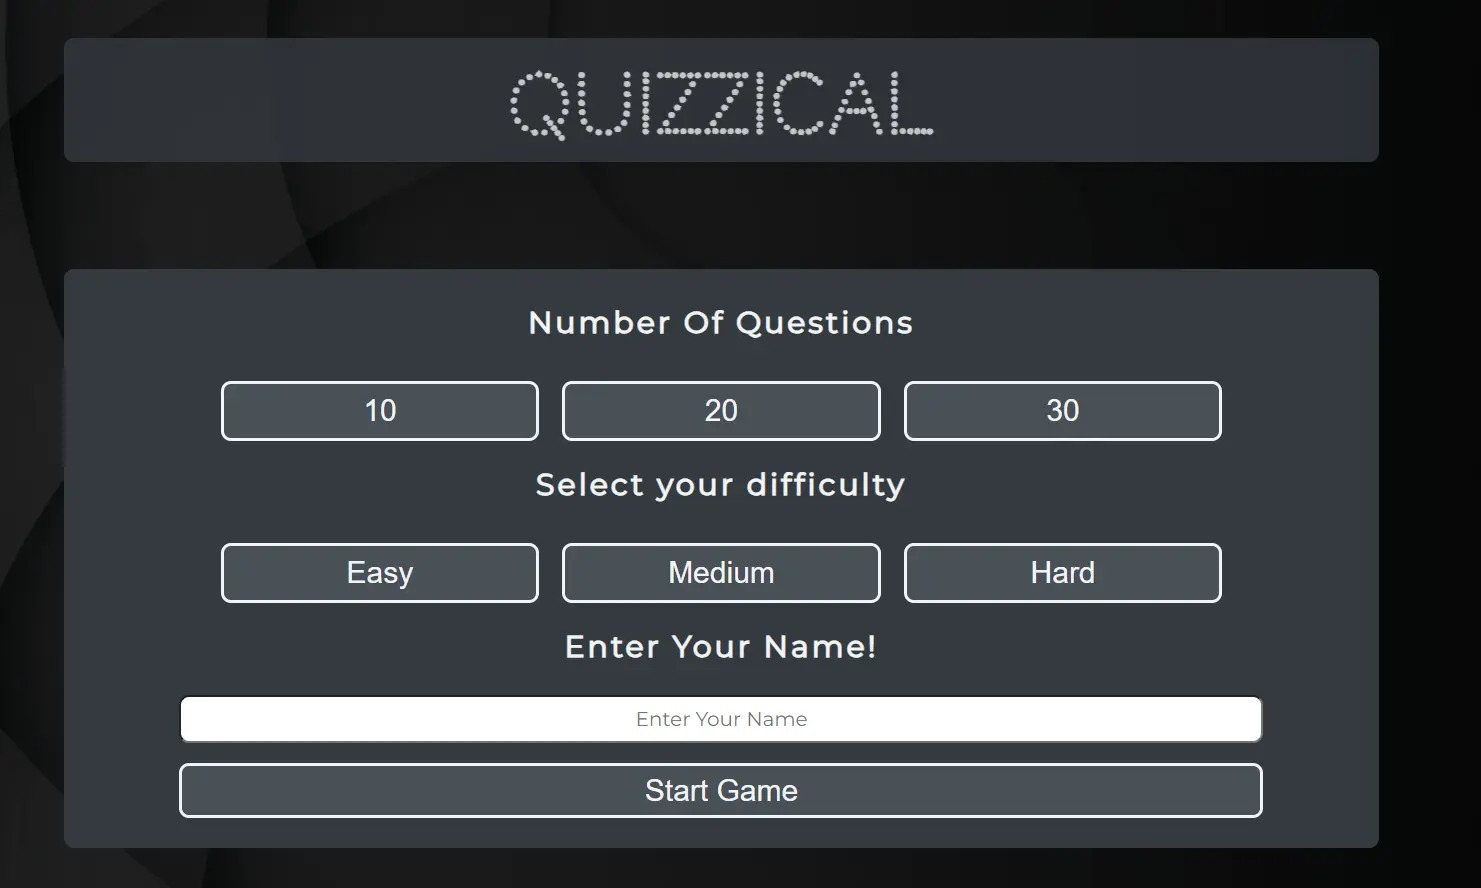 QUIZZICAL
Number Of Questions
10 20 30
Select your difficulty
Easy Medium Hard
Enter Your Name!
Enter Your Name
Start Game